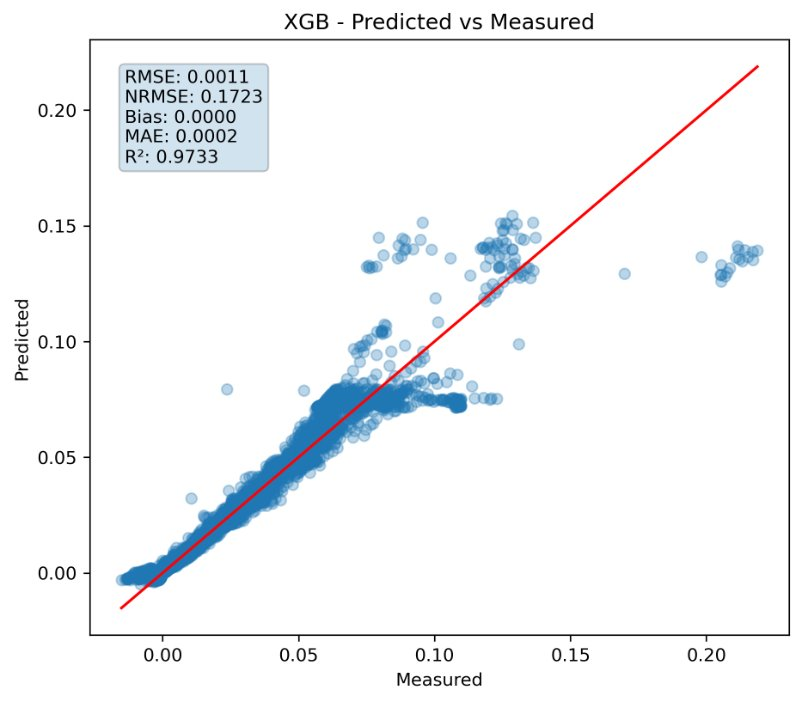 XGB - Predicted vs Measured
RMSE: 0.0011
NRMSE: 0.1723
Bias: 0.0000
MAE: 0.0002
R²: 0.9733
0.20
0.15
0.10
0.05
0.00
Predicted
0.00 0.05 0.10 0.15 0.20
Measured